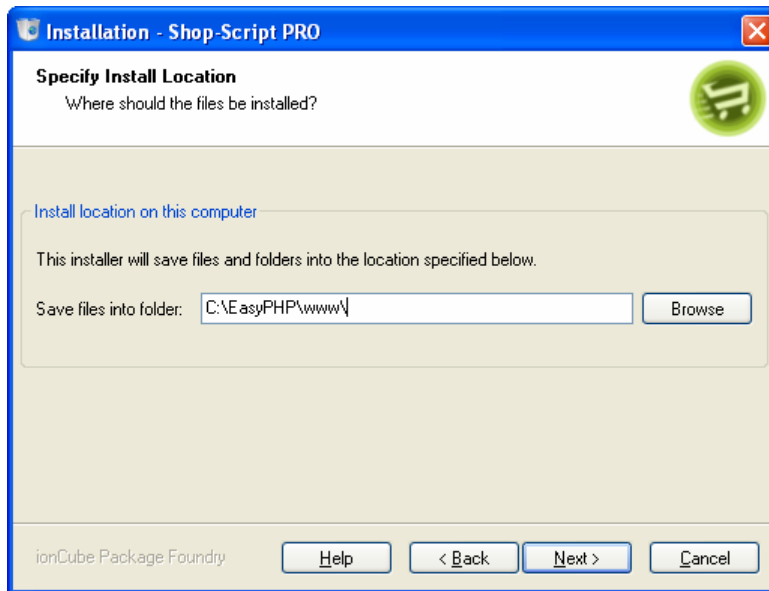 Installation - Shop-Script PRO
Specify Install Location
Where should the files be installed?
Install location on this computer
This installer will save files and folders into the location specified below.
Save files into folder: C:\EasyPHP\www\ Browse
ionCube Package Foundry Help < Back Next > Cancel